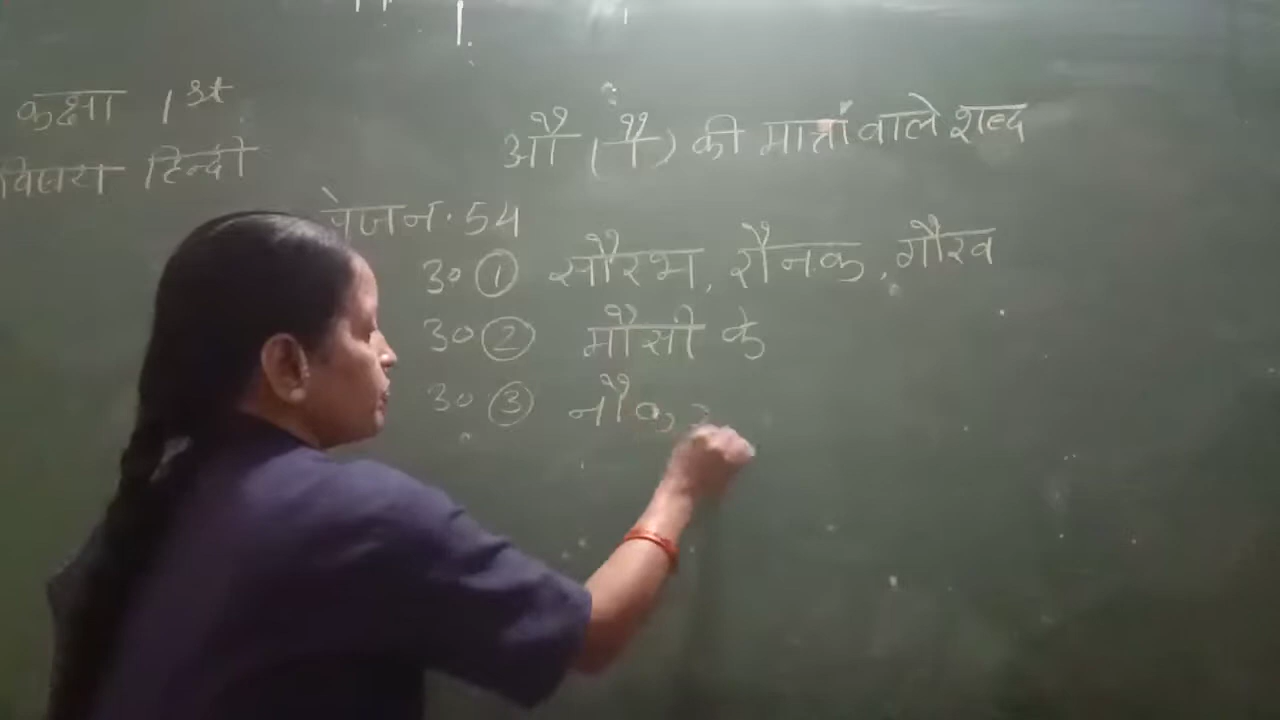 कक्षा 1st
विषय हिन्दी
औ (ौ) की मात्रा वाले शब्द
पेज न. 54
उ० ① सौरभ, रौनक, गौरव
उ० ② मौसी के
उ० ③ नौक